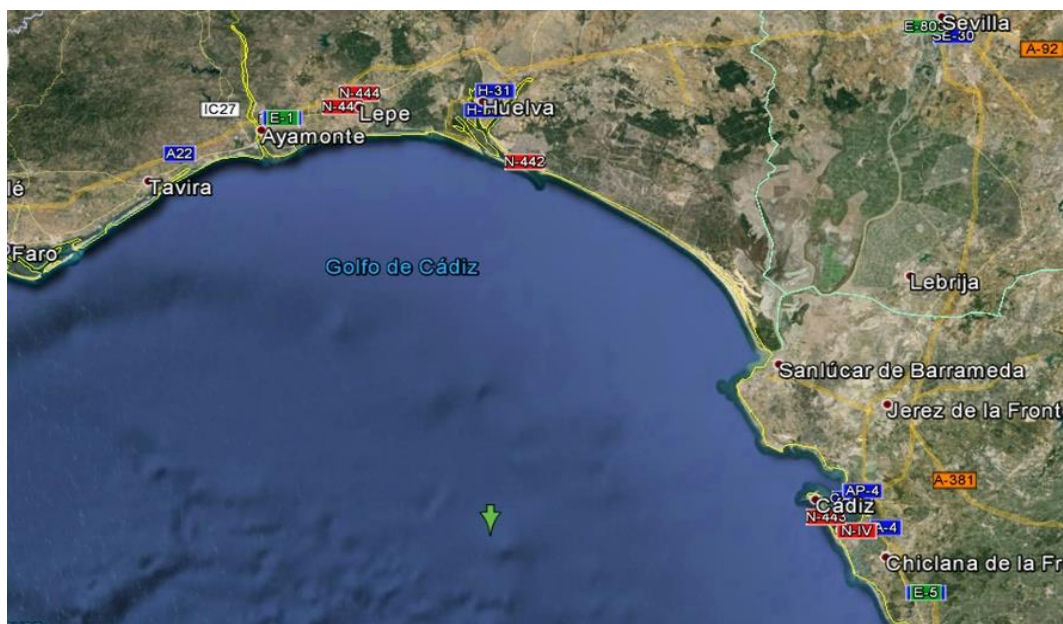 Sevilla
E-803
SE-30
A-92
N-444
N-44
Lepe
H-31
Huelva
IC27
E-1
Ayamonte
A22
N-442
Tavira
lé
Faro
Golfo de Cádiz
Lebrija
Sanlúcar de Barrameda
Jerez de la Front
A-381
AP-4
Cádiz
N-443
N-IV
A-4
Chiclana de la Fr
E-5